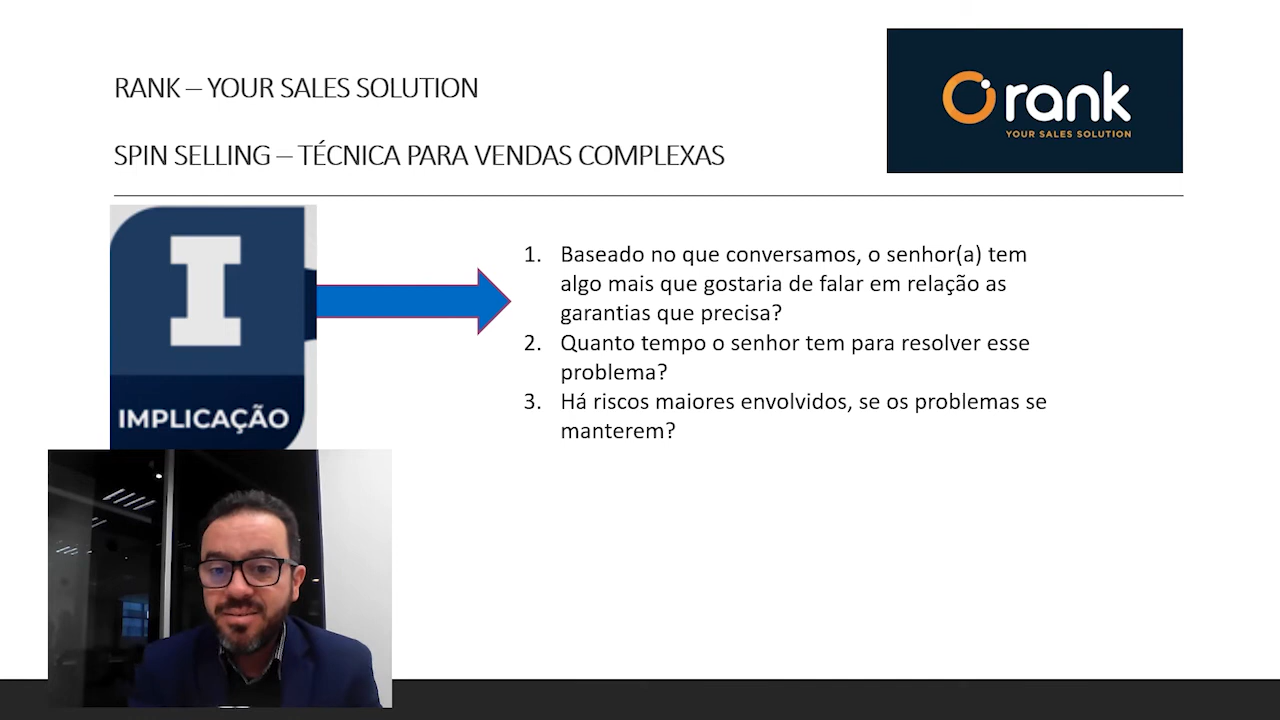 RANK – YOUR SALES SOLUTION
SPIN SELLING – TÉCNICA PARA VENDAS COMPLEXAS
rank
YOUR SALES SOLUTION
I
IMPLICAÇÃO
1. Baseado no que conversamos, o senhor(a) tem
algo mais que gostaria de falar em relação as
garantias que precisa?
2. Quanto tempo o senhor tem para resolver esse
problema?
3. Há riscos maiores envolvidos, se os problemas se
manterem?